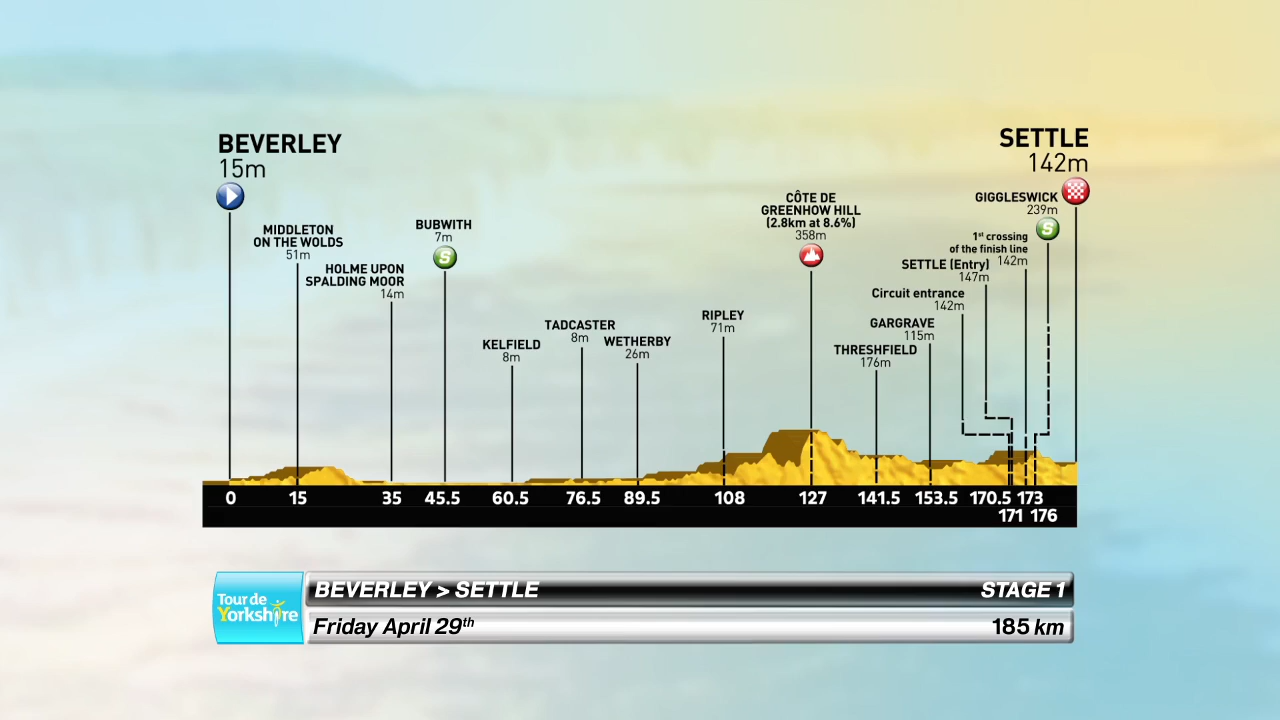 BEVERLEY
15m
MIDDLETON
ON THE WOLDS
51m
HOLME UPON
SPALDING MOOR
14m
BUBWITH
7m
S
KELFIELD
8m
TADCASTER
8m
WETHERBY
26m
RIPLEY
71m
CÔTE DE
GREENHOW HILL
(2.8km at 8.6%)
358m
THRESHFIELD
176m
GARGRAVE
115m
Circuit entrance
142m
SETTLE (Entry)
147m
1st crossing
of the finish line
142m
GIGGLESWICK
239m
S
SETTLE
142m
0 15 35 45.5 60.5 76.5 89.5 108 127 141.5 153.5 170.5 173
171 176
Tour de
Yorkshire
BEVERLEY > SETTLE STAGE 1
Friday April 29th 185 km